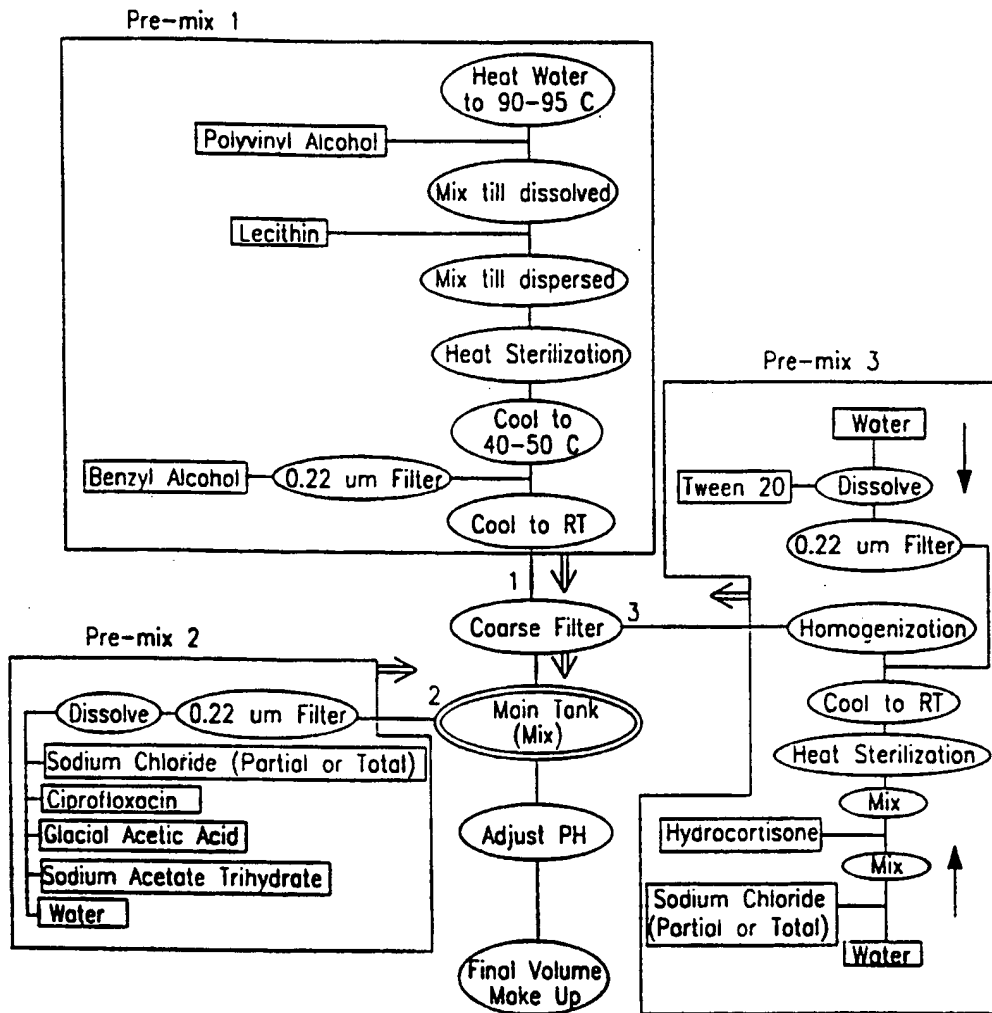 Pre-mix 1
Heat Water
to 90-95 C
Polyvinyl Alcohol
Mix till dissolved
Lecithin
Mix till dispersed
Heat Sterilization
Cool to
40-50 C
Benzyl Alcohol
0.22 um Filter
Cool to RT
1
Coarse Filter
3
Pre-mix 2
2
Dissolve
0.22 um Filter
Main Tank
(Mix)
Sodium Chloride (Partial or Total)
Ciprofloxacin
Glacial Acetic Acid
Sodium Acetate Trihydrate
Water
Adjust PH
Final Volume
Make Up
Pre-mix 3
Water
Tween 20
Dissolve
0.22 um Filter
Homogenization
Cool to RT
Heat Sterilization
Mix
Hydrocortisone
Mix
Sodium Chloride
(Partial or Total)
Water